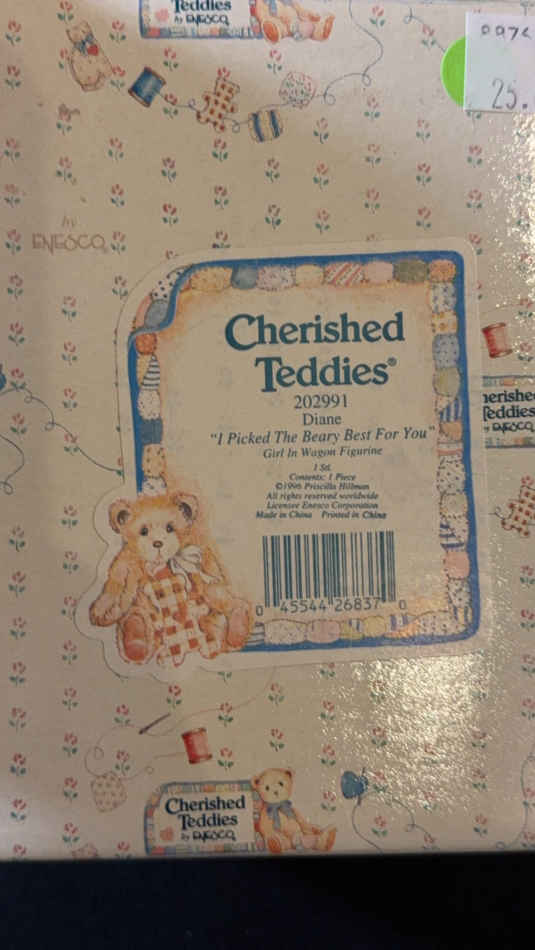 Teddies
by ENESCO
0974
25.
by
ENESCO
Cherished
Teddies®
202991
Diane
"I Picked The Beary Best For You"
Girl In Wagon Figurine
1 Std.
Contents: 1 Piece
©1996 Priscilla Hillman
All rights reserved worldwide
Licensee Enesco Corporation
Made in China Printed in China
0 45544 26837 0
herishe
Teddies
by ENESCO
Cherished
Teddies
by ENESCO